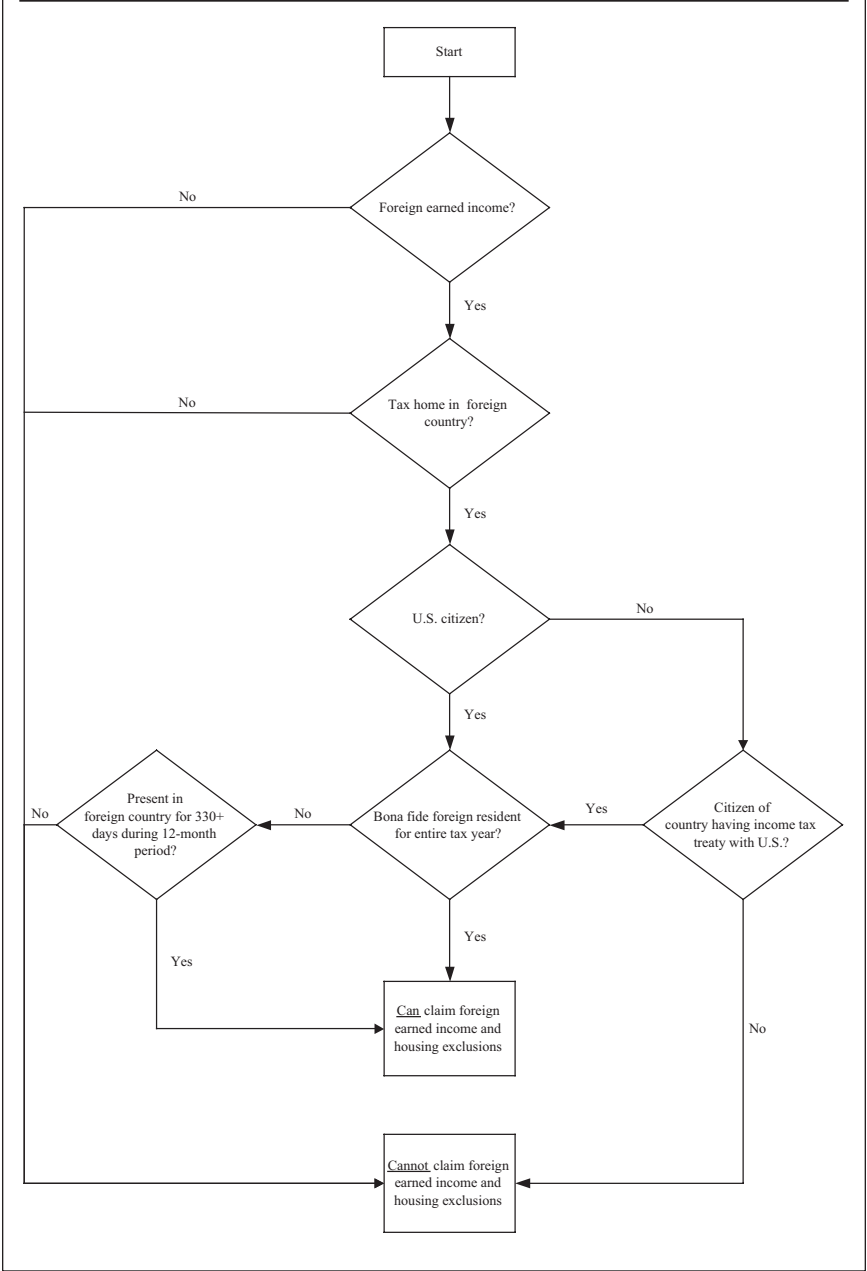 Start
No
Foreign earned income?
Yes
No
Tax home in foreign
country?
Yes
U.S. citizen?
No
Yes
No
Present in
foreign country for 330+
days during 12-month
period?
No
Bona fide foreign resident
for entire tax year?
Yes
Citizen of
country having income tax
treaty with U.S.?
Yes
Yes
Can claim foreign
earned income and
housing exclusions
No
Cannot claim foreign
earned income and
housing exclusions